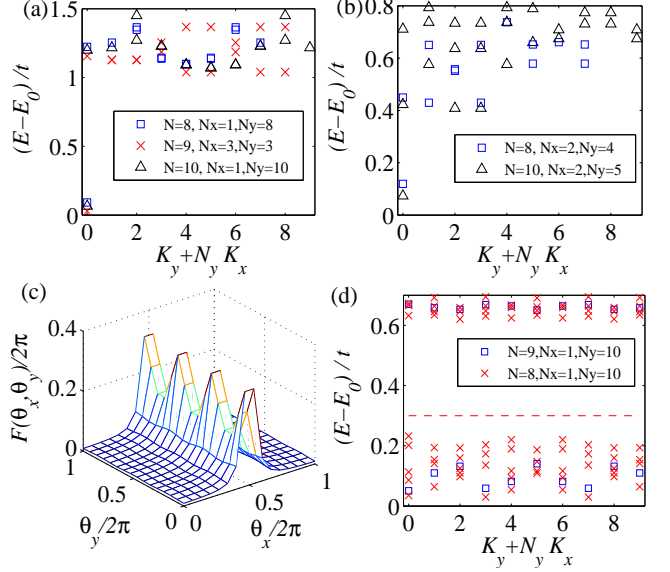 (a)
(E−E0)/t
1.5
1
0.5
0
0 2 4 6 8
Ky+NyKx
N=8, Nx=1,Ny=8
N=9, Nx=3,Ny=3
N=10, Nx=1,Ny=10
(b)
(E−E0)/t
0.8
0.6
0.4
0.2
0
0 2 4 6 8
Ky+NyKx
N=8, Nx=2,Ny=4
N=10, Nx=2,Ny=5
(c)
F(θx,θy)/2π
0.4
0.2
0
1
0.5
0
θy/2π
0
0.5
1
θx/2π
(d)
(E−E0)/t
0.6
0.4
0.2
0
0 2 4 6 8
Ky+NyKx
N=9,Nx=1,Ny=10
N=8,Nx=1,Ny=10